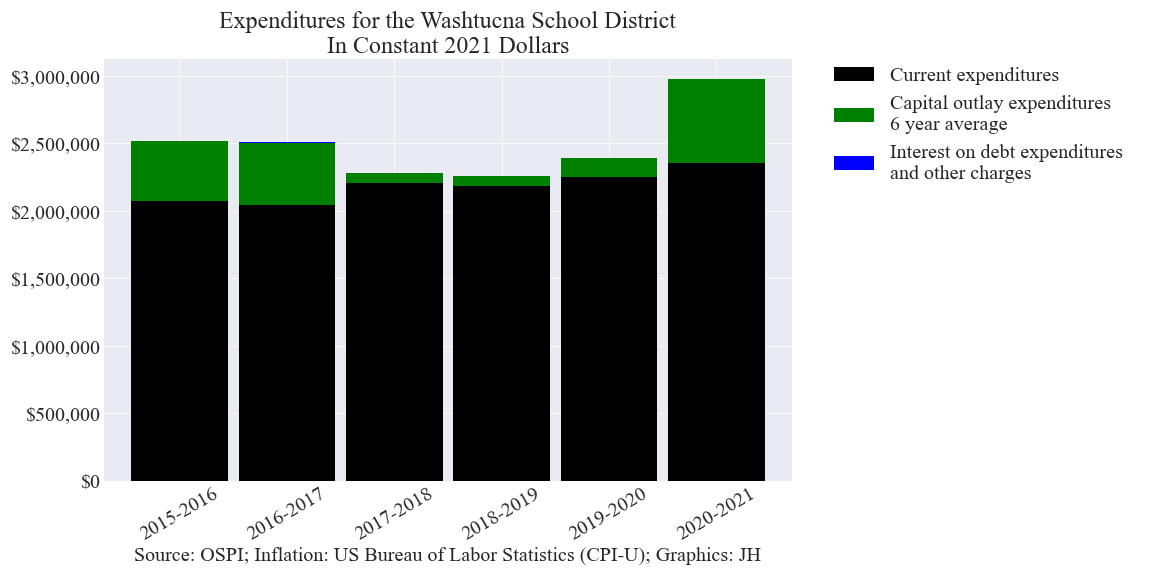 Expenditures for the Washtucna School District
In Constant 2021 Dollars
$3,000,000
$2,500,000
$2,000,000
$1,500,000
$1,000,000
$500,000
$0
2015-2016
2016-2017
2017-2018
2018-2019
2019-2020
2020-2021
Source: OSPI; Inflation: US Bureau of Labor Statistics (CPI-U); Graphics: JH
Current expenditures
Capital outlay expenditures
6 year average
Interest on debt expenditures
and other charges